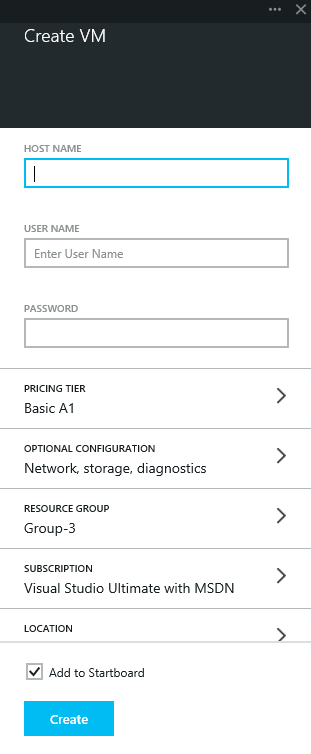 Create VM
HOST NAME
USER NAME
Enter User Name
PASSWORD
PRICING TIER
Basic A1
OPTIONAL CONFIGURATION
Network, storage, diagnostics
RESOURCE GROUP
Group-3
SUBSCRIPTION
Visual Studio Ultimate with MSDN
LOCATION
Add to Startboard
Create